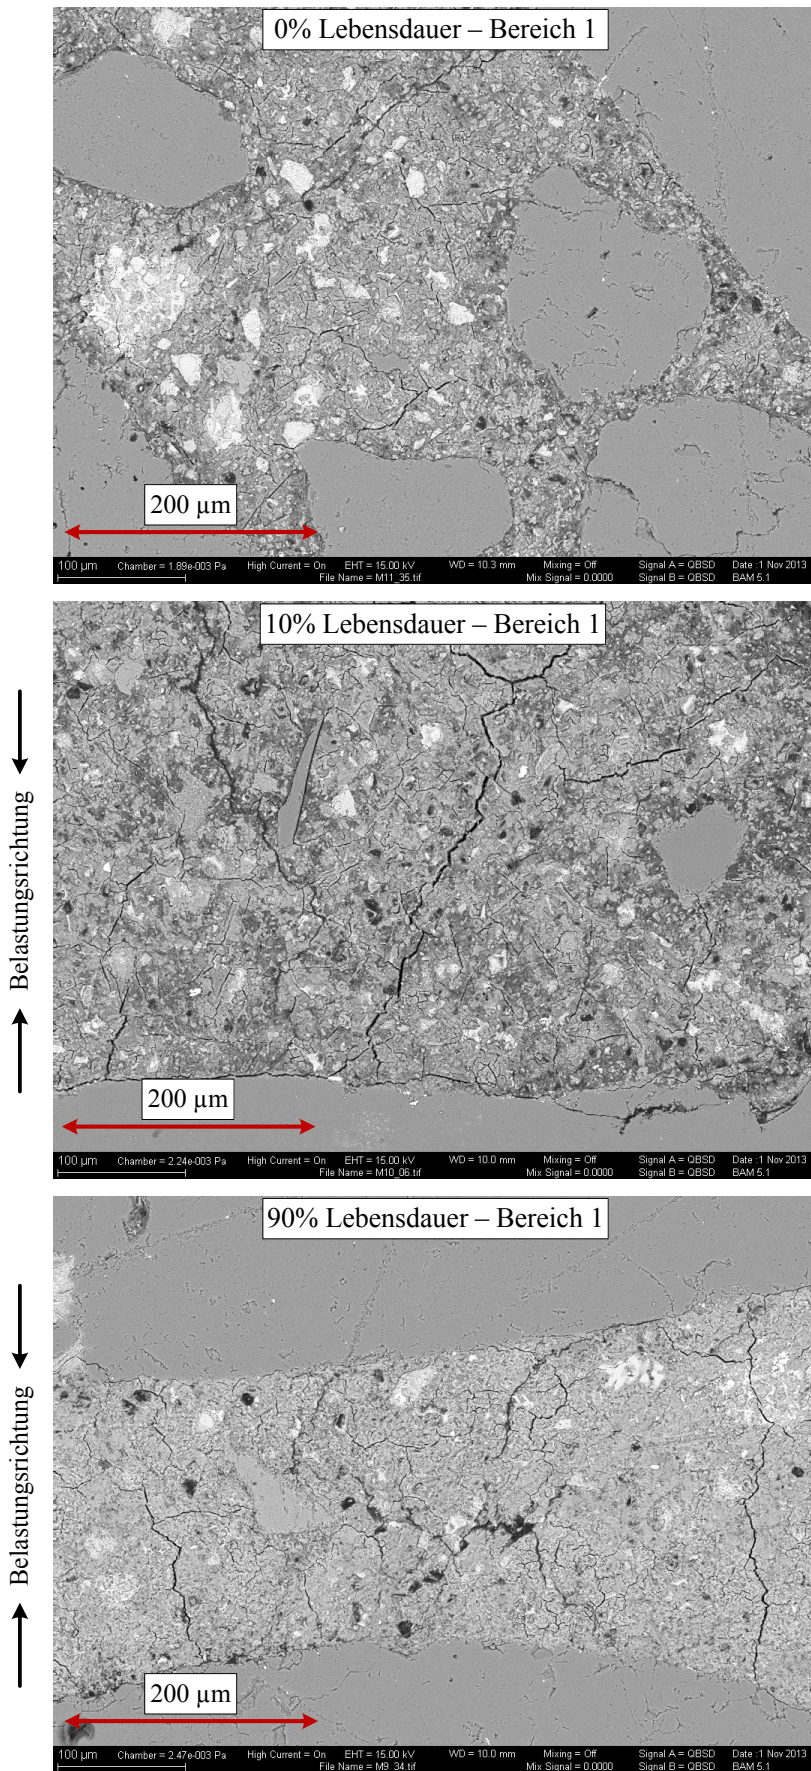 0% Lebensdauer – Bereich 1
200 µm
100 µm Chamber = 1.89e-003 Pa High Current = On EHT = 15.00 kV WD = 10.3 mm Mixing = Off Signal A = QBSD Date :1 Nov 2013
File Name = M11_35.tif Mix Signal = 0.0000 Signal B = QBSD BAM 5.1
10% Lebensdauer – Bereich 1
Belastungsrichtung
200 µm
100 µm Chamber = 2.24e-003 Pa High Current = On EHT = 15.00 kV WD = 10.0 mm Mixing = Off Signal A = QBSD Date :1 Nov 2013
File Name = M10_06.tif Mix Signal = 0.0000 Signal B = QBSD BAM 5.1
90% Lebensdauer – Bereich 1
Belastungsrichtung
200 µm
100 µm Chamber = 2.47e-003 Pa High Current = On EHT = 15.00 kV WD = 10.0 mm Mixing = Off Signal A = QBSD Date :1 Nov 2013
File Name = M9_34.tif Mix Signal = 0.0000 Signal B = QBSD BAM 5.1